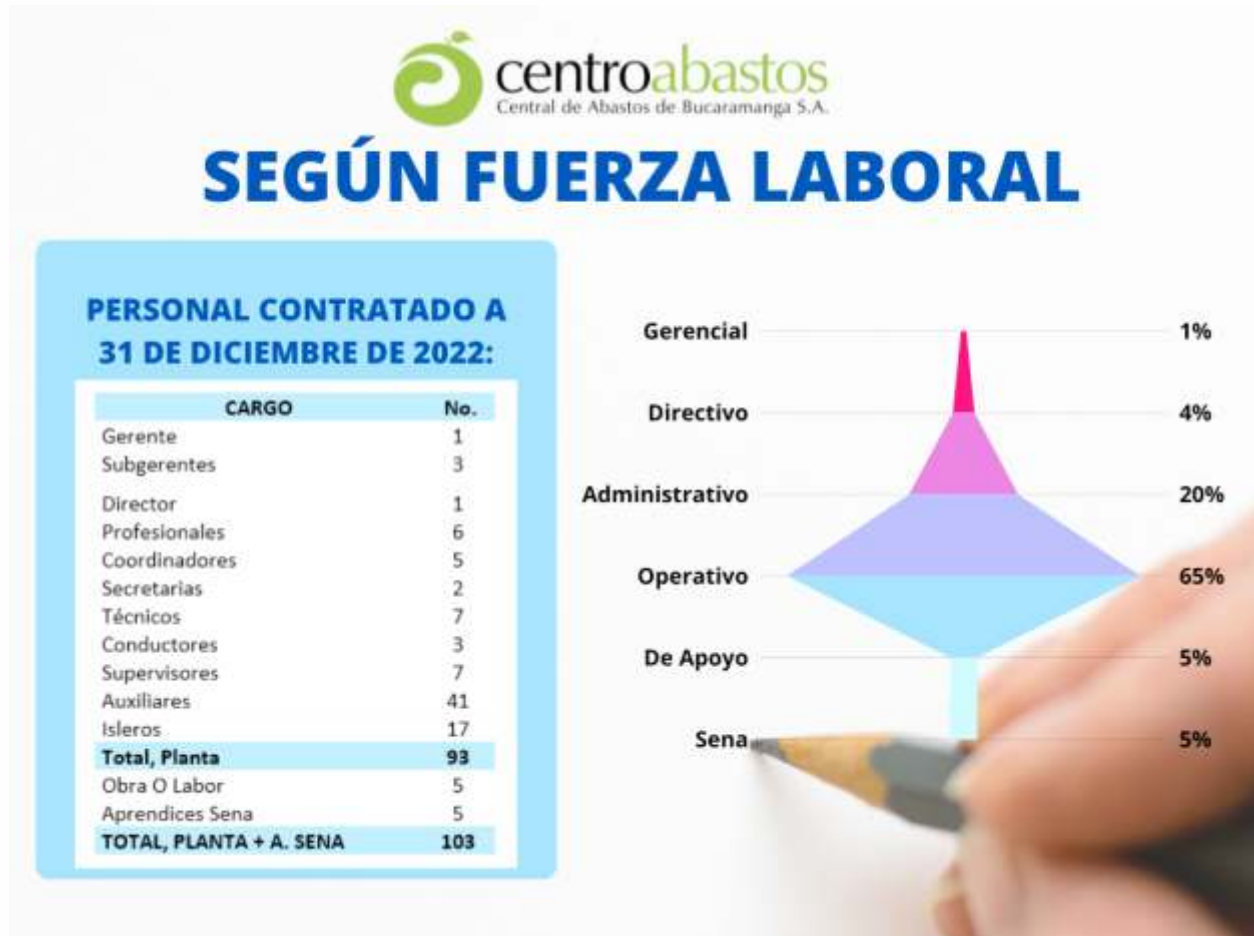 centroabastos
Central de Abastos de Bucaramanga S.A.
SEGÚN FUERZA LABORAL
PERSONAL CONTRATADO A
31 DE DICIEMBRE DE 2022:
CARGO No.
Gerente 1
Subgerentes 3
Director 1
Profesionales 6
Coordinadores 5
Secretarias 2
Técnicos 7
Conductores 3
Supervisores 7
Auxiliares 41
Isleros 17
Total, Planta 93
Obra O Labor 5
Aprendices Sena 5
TOTAL, PLANTA + A. SENA 103
Gerencial 1%
Directivo 4%
Administrativo 20%
Operativo 65%
De Apoyo 5%
Sena 5%